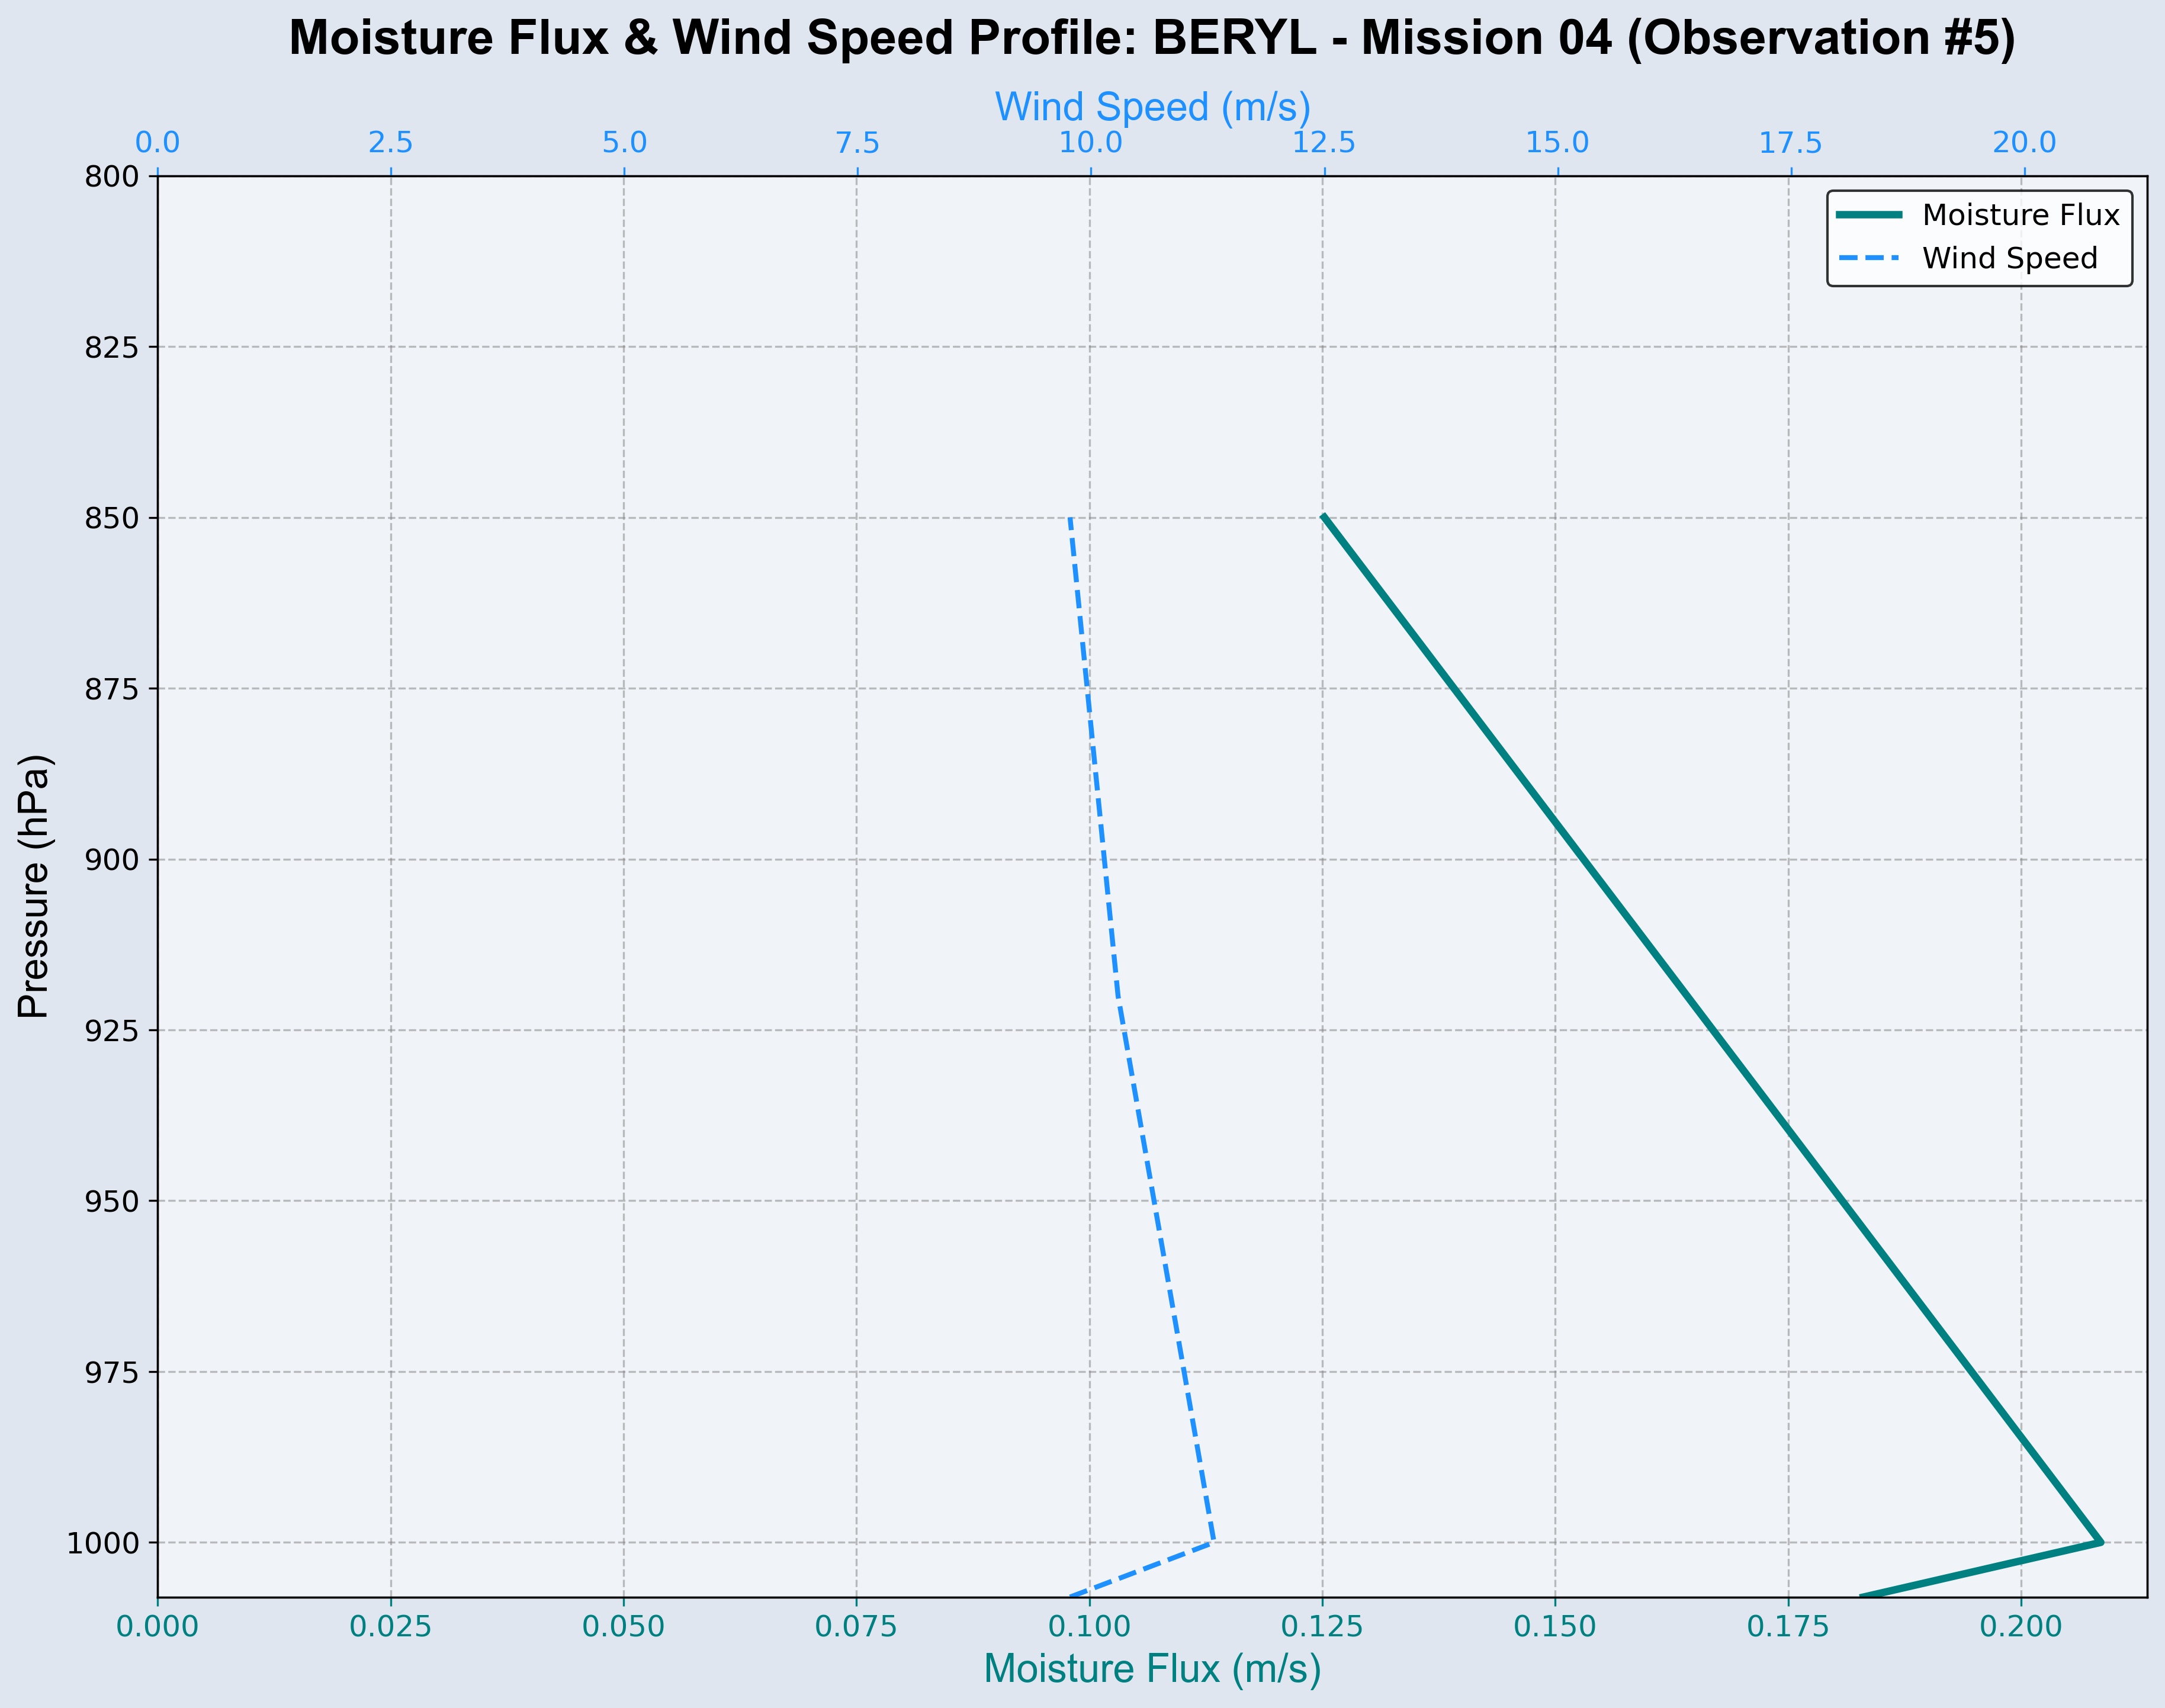 Moisture Flux & Wind Speed Profile: BERYL - Mission 04 (Observation #5)
Wind Speed (m/s)
0.0 2.5 5.0 7.5 10.0 12.5 15.0 17.5 20.0
Moisture Flux
Wind Speed
800
825
850
875
900
925
950
975
1000
Pressure (hPa)
0.000 0.025 0.050 0.075 0.100 0.125 0.150 0.175 0.200
Moisture Flux (m/s)